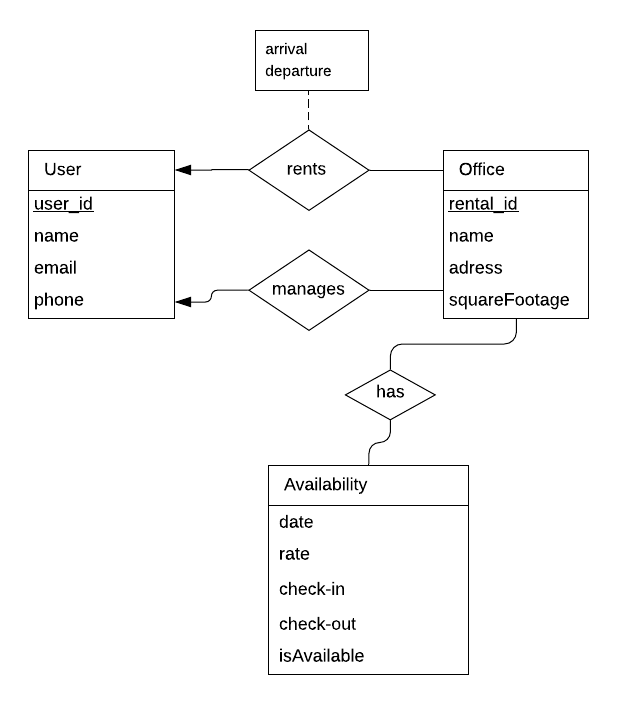 arrival
departure
User
rents
Office
user_id
name
email
phone
rental_id
name
adress
squareFootage
manages
has
Availability
date
rate
check-in
check-out
isAvailable